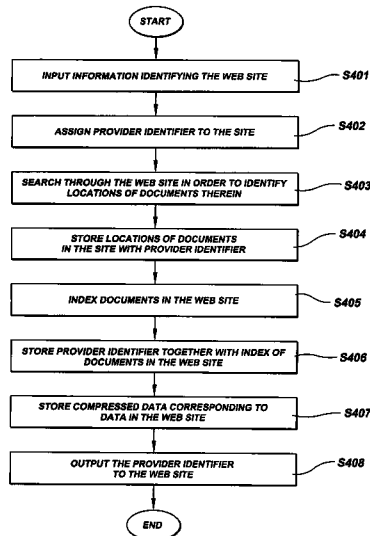 START
INPUT INFORMATION IDENTIFYING THE WEB SITE
S401
ASSIGN PROVIDER IDENTIFIER TO THE SITE
S402
SEARCH THROUGH THE WEB SITE IN ORDER TO IDENTIFY
LOCATIONS OF DOCUMENTS THEREIN
S403
STORE LOCATIONS OF DOCUMENTS
IN THE SITE WITH PROVIDER IDENTIFIER
S404
INDEX DOCUMENTS IN THE WEB SITE
S405
STORE PROVIDER IDENTIFIER TOGETHER WITH INDEX OF
DOCUMENTS IN THE WEB SITE
S406
STORE COMPRESSED DATA CORRESPONDING TO
DATA IN THE WEB SITE
S407
OUTPUT THE PROVIDER IDENTIFIER
TO THE WEB SITE
S408
END